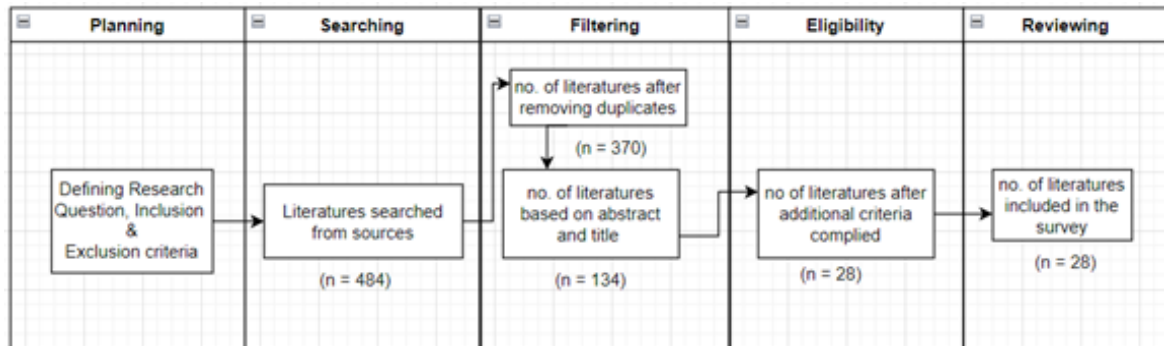 Planning
Searching
Filtering
Eligibility
Reviewing
Defining Research
Question, Inclusion
&
Exclusion criteria
Literatures searched
from sources
(n = 484)
no. of literatures after
removing duplicates
(n = 370)
no. of literatures
based on abstract
and title
(n = 134)
no of literatures after
additional criteria
complied
(n = 28)
no. of literatures
included in the
survey
(n = 28)